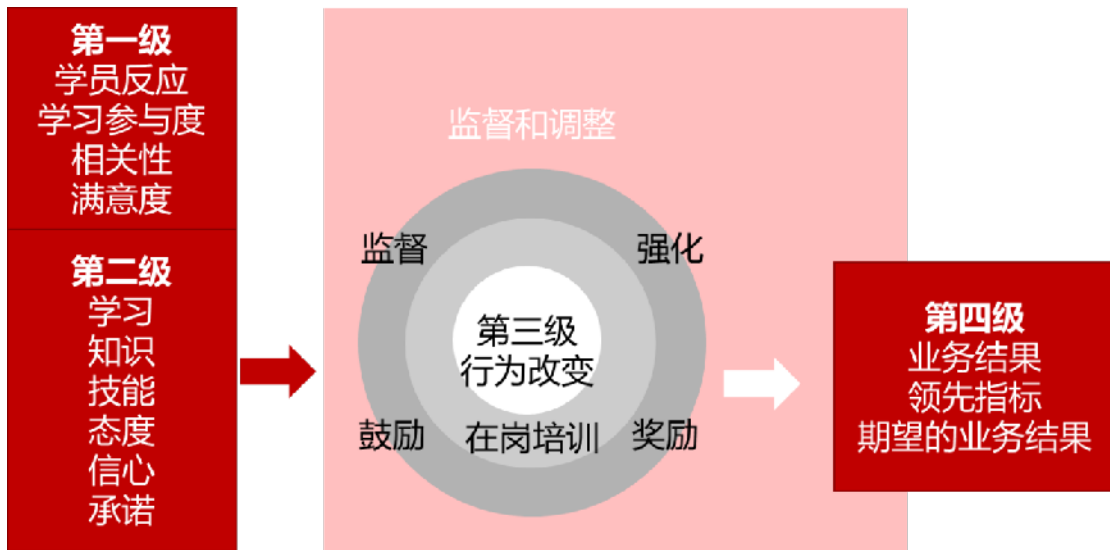 第一级
学员反应
学习参与度
相关性
满意度
第二级
学习
知识
技能
态度
信心
承诺
监督和调整
监督
强化
第三级
行为改变
鼓励
在岗培训
奖励
第四级
业务结果
领先指标
期望的业务结果